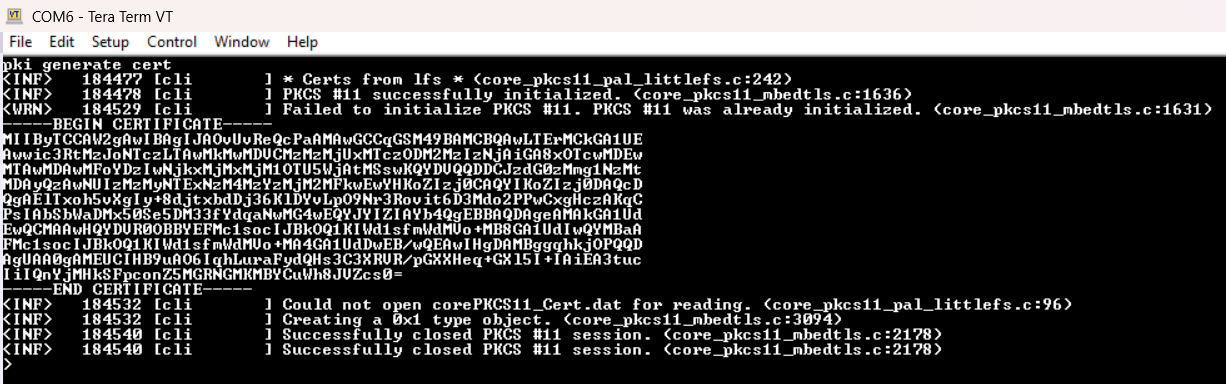 COM6 - Tera Term VT
File Edit Setup Control Window Help
pki generate cert
<INF> 184477 [cli ] * Certs from lfs * (core_pkcs11_pal_littlefs.c:242)
<INF> 184478 [cli ] PKCS #11 successfully initialized. (core_pkcs11_mbedtls.c:1636)
<WRN> 184529 [cli ] Failed to initialize PKCS #11. PKCS #11 was already initialized. (core_pkcs11_mbedtls.c:1631)
-----BEGIN CERTIFICATE-----
MIIByTCCAW2gAwIBAgIJAOvUvReQcPaAMAwGCCqGSM49BAMCBQAwLTErMCkGA1UE
Awwic3RtMzJoNTczLTAwMkMwMDVCMzMzMjUxMTczODM2MzIzNjAiGA8xOTcwMDEw
MTAwMDAwMFoYDzIwNjkxMjMxMjM1OTU5WjAtMSswKQYDVQQDDCJzdG0zMmg1NzMt
MDAyQzAwNUIzMzMyNTExNzM4MzYzMjM2MFkwEwYHKoZIzj0CAQYIKoZIzj0DAQcD
QgAElTxoh5vXgIy+8djtxbdDj36KlDYvLpO9Nr3Rovit6D3Mdo2PPwCxgHczAKqC
PsIAbSbWaDMx50Se5DM33fYdqaNwMG4wEQYJYIZIAYb4QgEBBAQDAgeAMAkGA1Ud
EwQCMAAwHQYDVR0OBBYEFMc1socIJBkOQ1KIWd1sfmWdMVo+MB8GA1UdIwQYMBaA
FMc1socIJBkOQ1KIWd1sfmWdMVo+MA4GA1UdDwEB/wQEAwIHgDAMBggqhkjOPQQD
AgUAA0gAMEUCIHB9uAO6IqhLuraFydQHs3C3XRVR/pGXXHeq+GXl5I+IAiEA3tuc
IiIQnYjMHkSFpconZ5MGRNGMKMBYCuWh8JVZcs0=
-----END CERTIFICATE-----
<INF> 184532 [cli ] Could not open corePKCS11_Cert.dat for reading. (core_pkcs11_pal_littlefs.c:96)
<INF> 184532 [cli ] Creating a 0x1 type object. (core_pkcs11_mbedtls.c:3094)
<INF> 184540 [cli ] Successfully closed PKCS #11 session. (core_pkcs11_mbedtls.c:2178)
<INF> 184540 [cli ] Successfully closed PKCS #11 session. (core_pkcs11_mbedtls.c:2178)
>